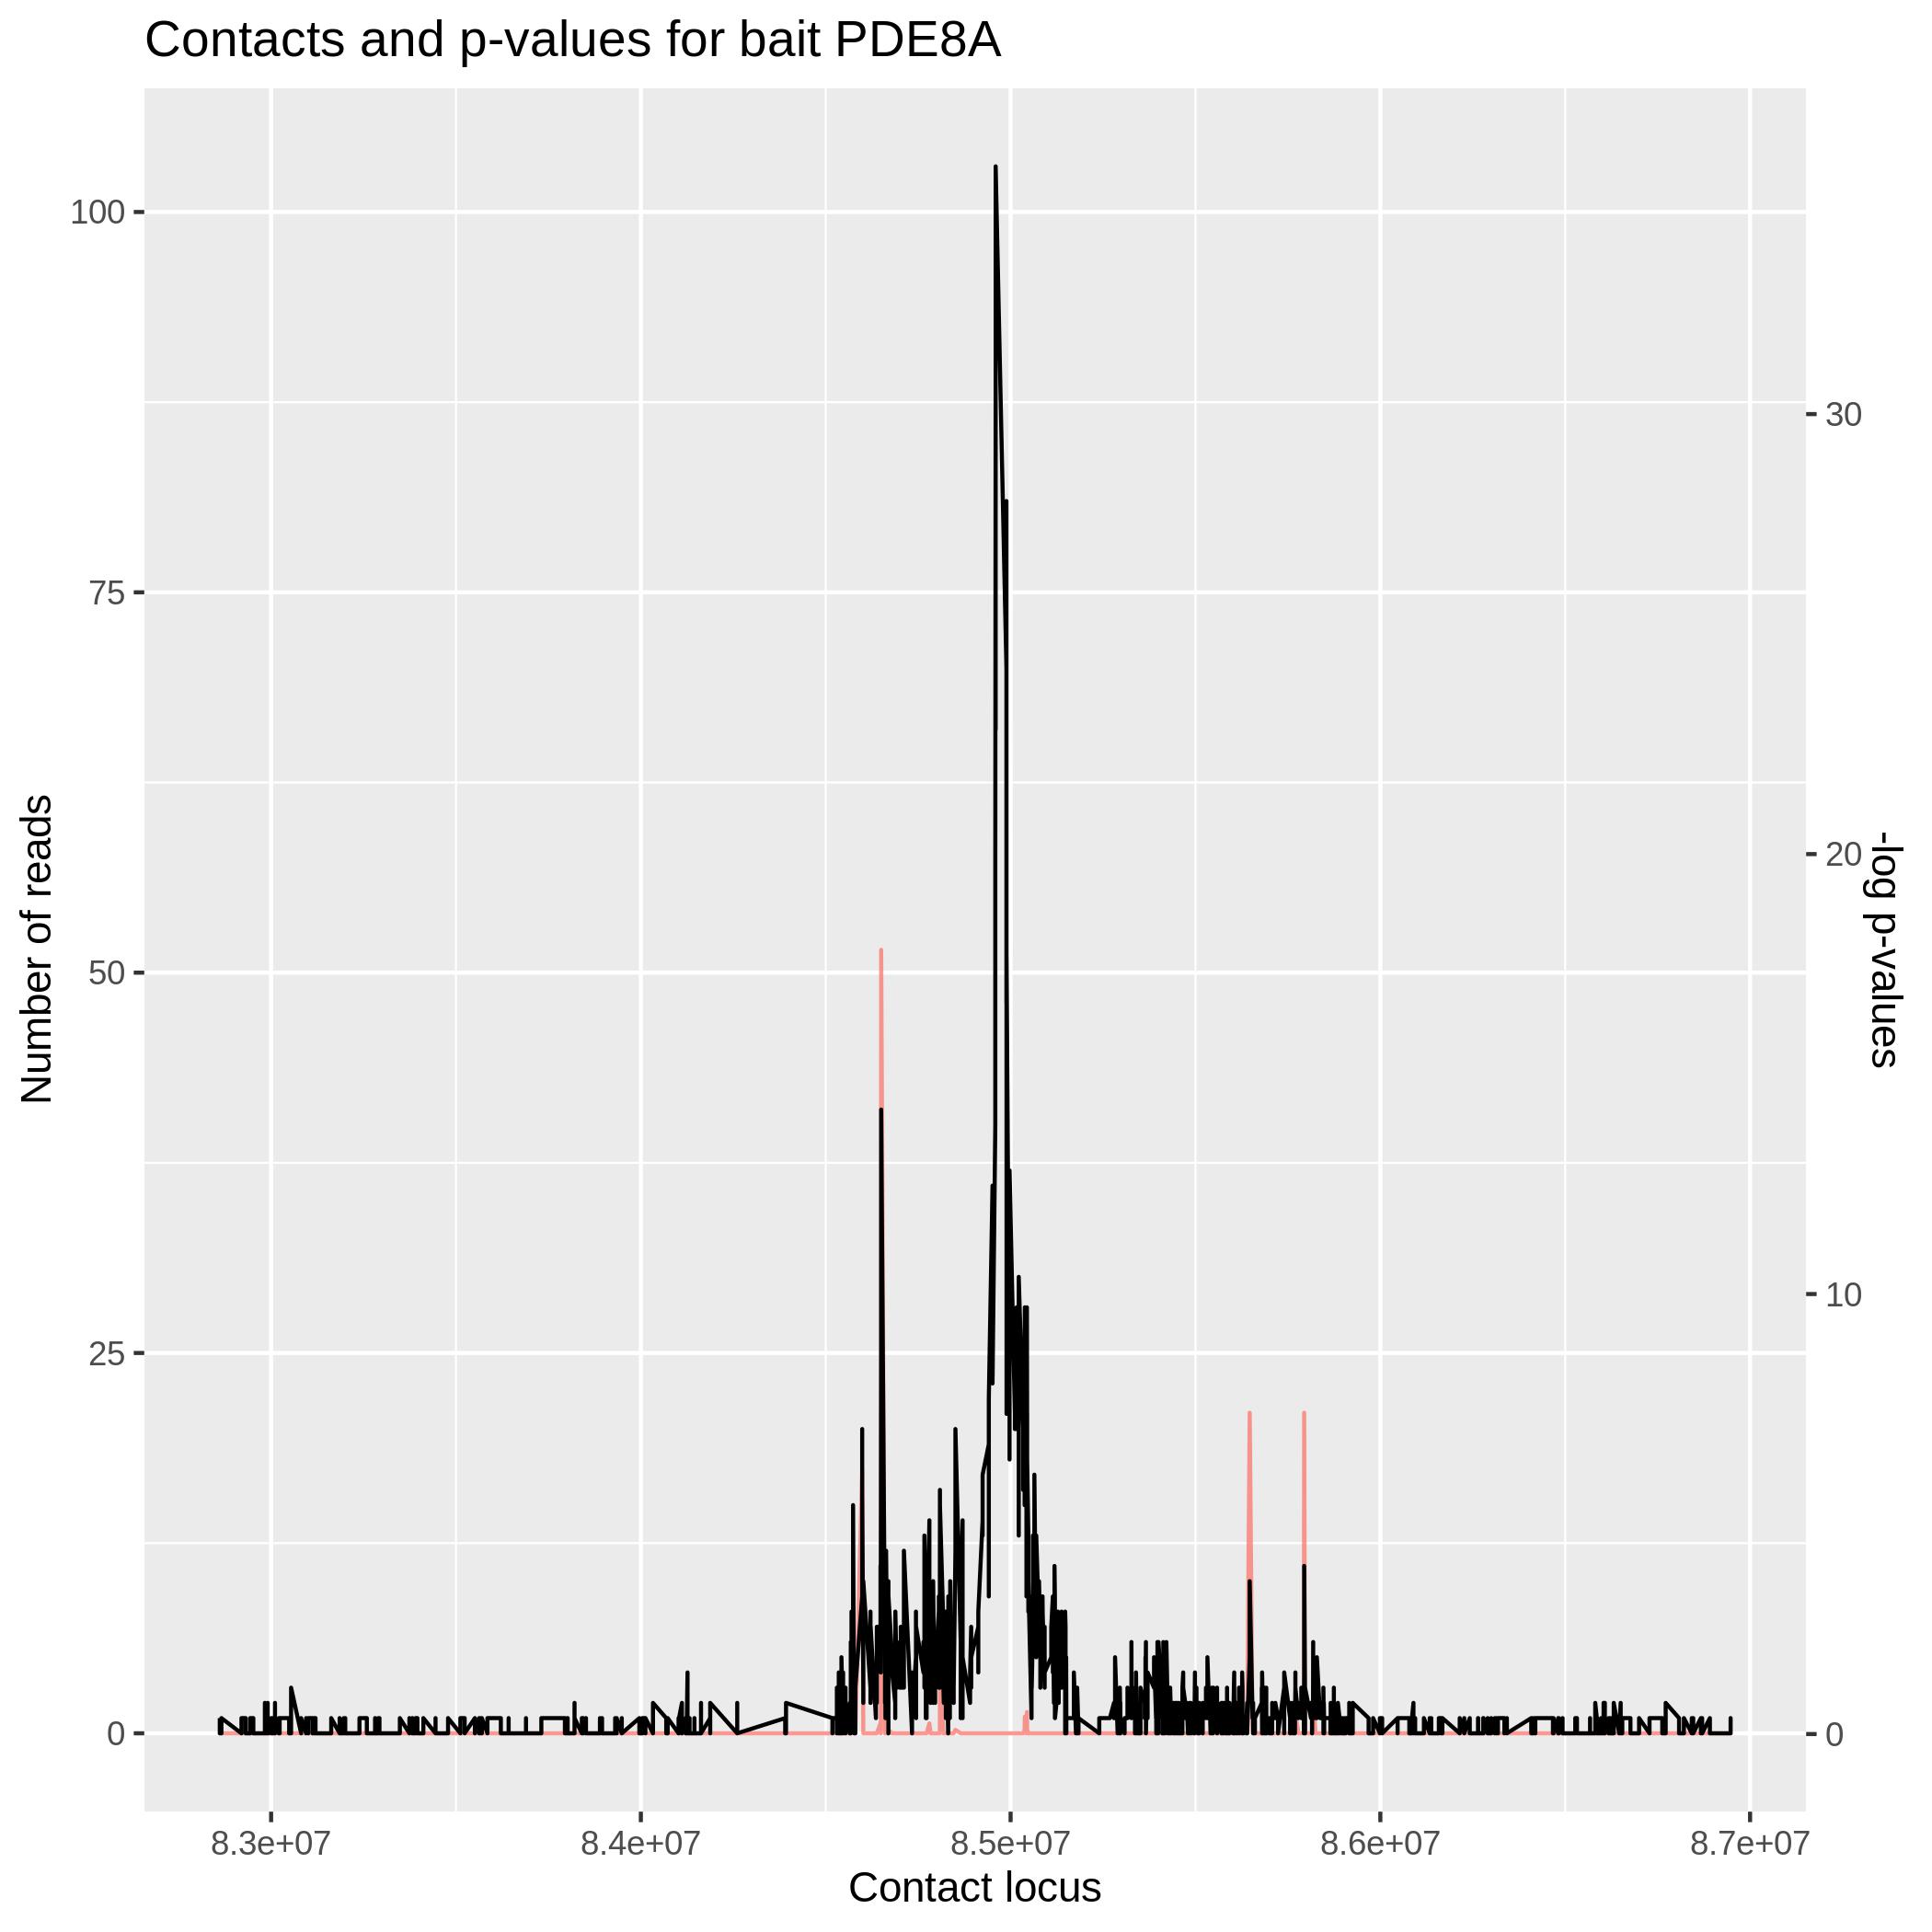 Contacts and p-values for bait PDE8A
100
75
50
25
0
Number of reads
30
20
10
0
-log p-values
8.3e+07
8.4e+07
8.5e+07
8.6e+07
8.7e+07
Contact locus